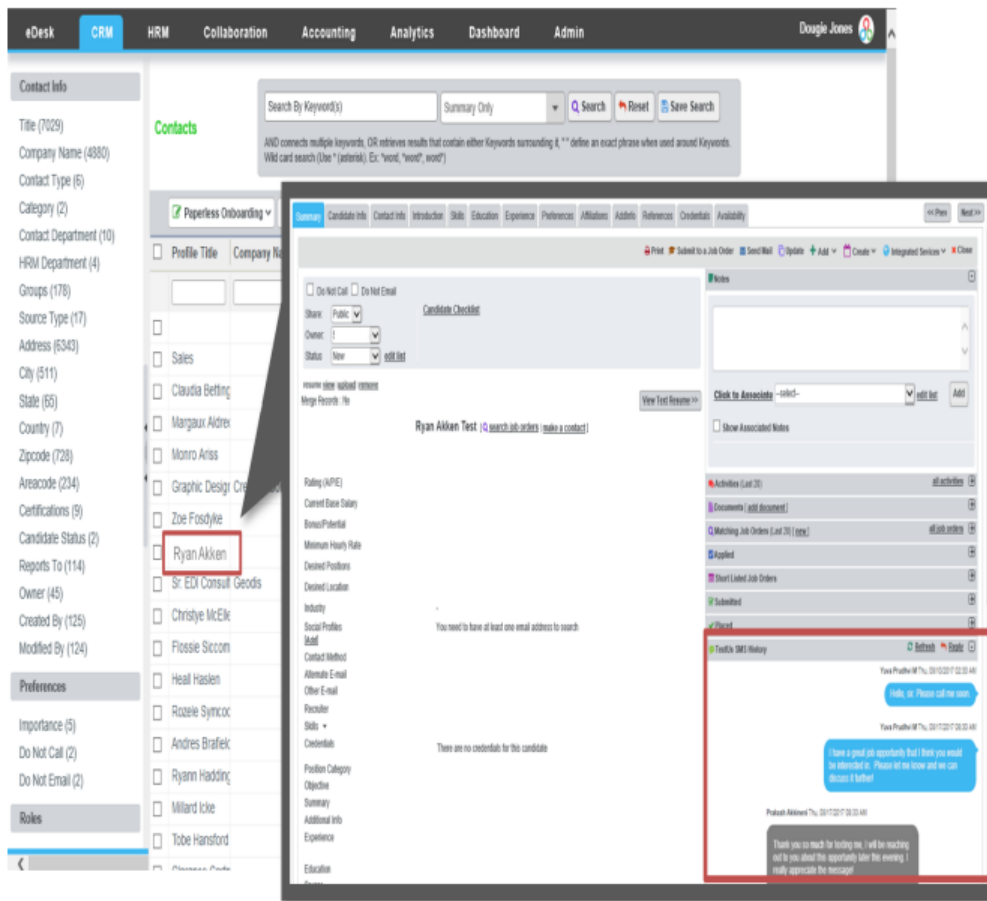 eDesk CRM HRM Collaboration Accounting Analytics Dashboard Admin Dougie Jones
Contact Info
Title (7029)
Company Name (4880)
Contact Type (6)
Category (2)
Contact Department (10)
HRM Department (4)
Groups (178)
Source Type (17)
Address (6343)
City (511)
State (65)
Country (7)
Zipcode (728)
Areacode (234)
Certifications (9)
Candidate Status (2)
Reports To (114)
Owner (45)
Created By (125)
Modified By (124)
Preferences
Importance (5)
Do Not Call (2)
Do Not Email (2)
Roles
Contacts
Search By Keyword(s) Summary Only Search Reset Save Search
AND connects multiple keywords, OR retrieves results that contain either Keywords surrounding it, " " define an exact phrase when used around Keywords.
Wild card search (Use * (asterisk). Ex: *word, *word*, word*)
Paperless Onboarding
Profile Title Company Na
Sales
Claudia Betting
Margaux Aldre
Monro Ariss
Graphic Design
Zoe Fosdyke
Ryan Akken
Sr. EDI Consult Geodis
Christye McElle
Flossie Siccom
Heall Haslen
Rozele Symcoc
Andres Brafield
Ryann Hadding
Millard Icke
Tobe Hansford
Summary Candidate Info Contact Info Introduction Skills Education Experience Preferences Affiliations AddInfo References Credentials Availability << Prev Next >>
Print Submit to a Job Order Send Mail Update Add Create Integrated Services Close
Do Not Call Do Not Email
Share: Public Candidate Checklist
Owner:
Status New edit list
resume view upload remove
Merge Records : No
View Text Resume >>
Ryan Akken Test | search job orders | make a contact |
Rating (A/P/E)
Current Base Salary
Bonus/Potential
Minimum Hourly Rate
Desired Positions
Desired Location
Industry -
Social Profiles You need to have at least one email address to search
[Add]
Contact Method
Alternate E-mail
Other E-mail
Recruiter
Skills
Credentials There are no credentials for this candidate
Position Category
Objective
Summary
Additional Info
Experience
Education
Notes
Click to Associate --select-- edit list Add
Show Associated Notes
Activities (Last 20) all activities
Documents [ add document ]
Matching Job Orders (Last 20) [ new ] all job orders
Applied
Short Listed Job Orders
Submitted
Placed
TextUs SMS History Refresh Reply
Hello, sir. Please call me soon.
I have a great job opportunity that I think you would
be interested in. Please let me know and we can
discuss it further!
Thank you so much for texting me, I will be reaching
out to you about this opportunity later this evening. I
really appreciate the message!